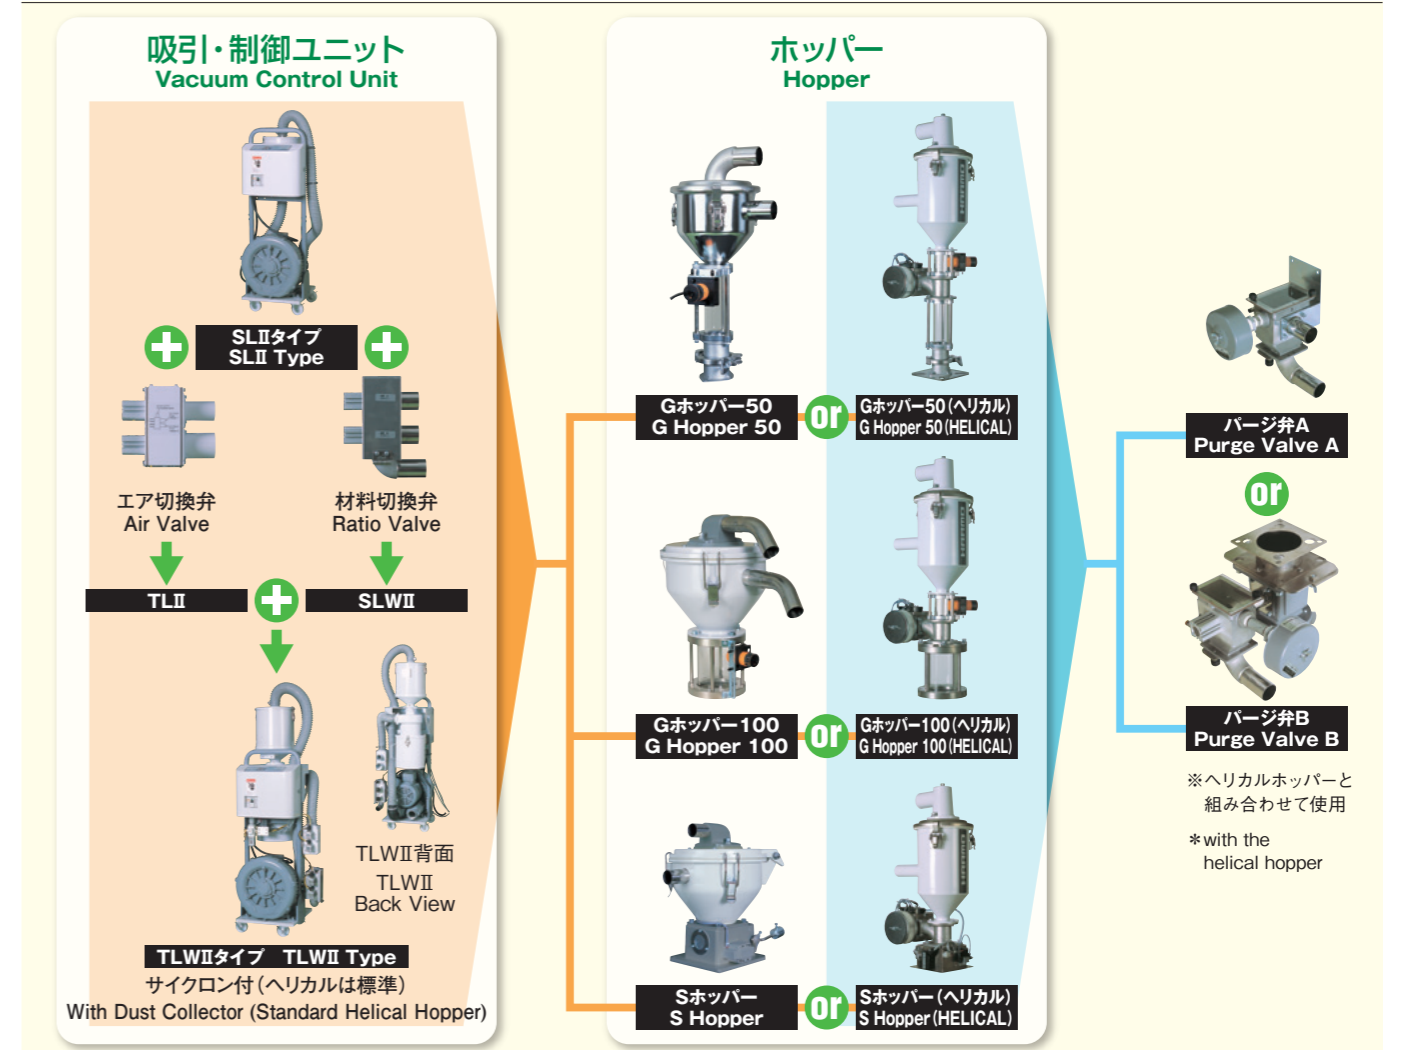 吸引・制御ユニット
Vacuum Control Unit
SLⅡタイプ
SLⅡ Type
エア切換弁
Air Valve
材料切換弁
Ratio Valve
TLⅡ
SLWⅡ
TLWⅡ背面
TLWⅡ
Back View
TLWⅡタイプ TLWⅡ Type
サイクロン付(ヘリカルは標準)
With Dust Collector (Standard Helical Hopper)
ホッパー
Hopper
Gホッパー50
G Hopper 50
or
Gホッパー50(ヘリカル)
G Hopper 50(HELICAL)
Gホッパー100
G Hopper 100
or
Gホッパー100(ヘリカル)
G Hopper 100(HELICAL)
Sホッパー
S Hopper
or
Sホッパー(ヘリカル)
S Hopper(HELICAL)
パージ弁A
Purge Valve A
or
パージ弁B
Purge Valve B
※ヘリカルホッパーと
組み合わせて使用
＊with the
helical hopper